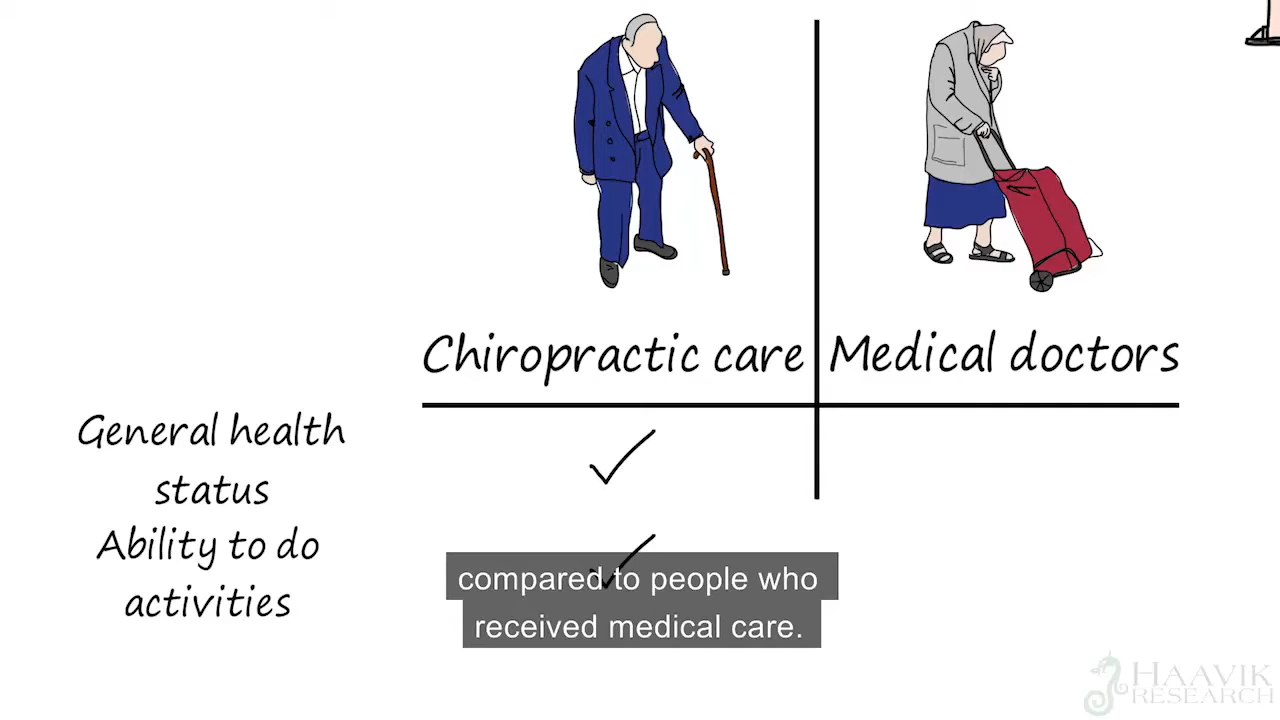 Chiropractic care
Medical doctors
General health
status
Ability to do
activities
compared to people who
received medical care.
HAAVIK
RESEARCH